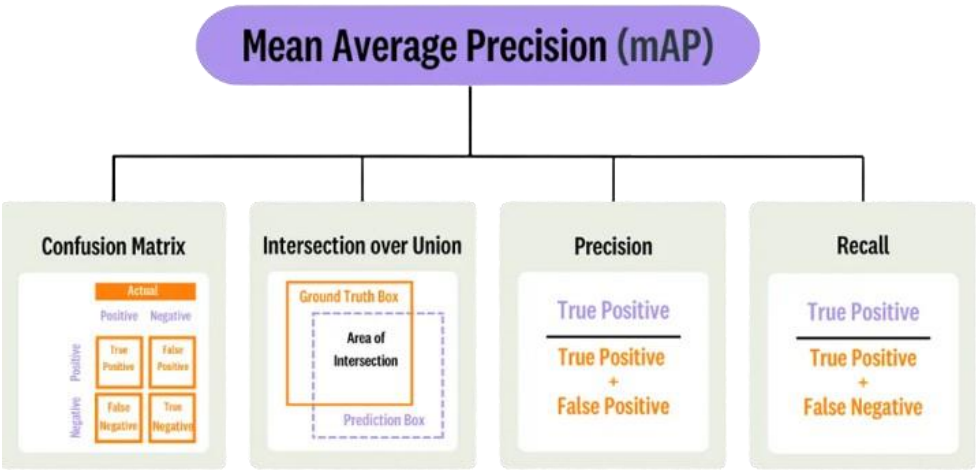 Mean Average Precision (mAP)
Confusion Matrix
Actual
Positive Negative
Positive
True
Positive
False
Positive
Negative
False
Negative
True
Negative
Intersection over Union
Ground Truth Box
Area of
Intersection
Prediction Box
Precision
True Positive
True Positive
+
False Positive
Recall
True Positive
True Positive
+
False Negative